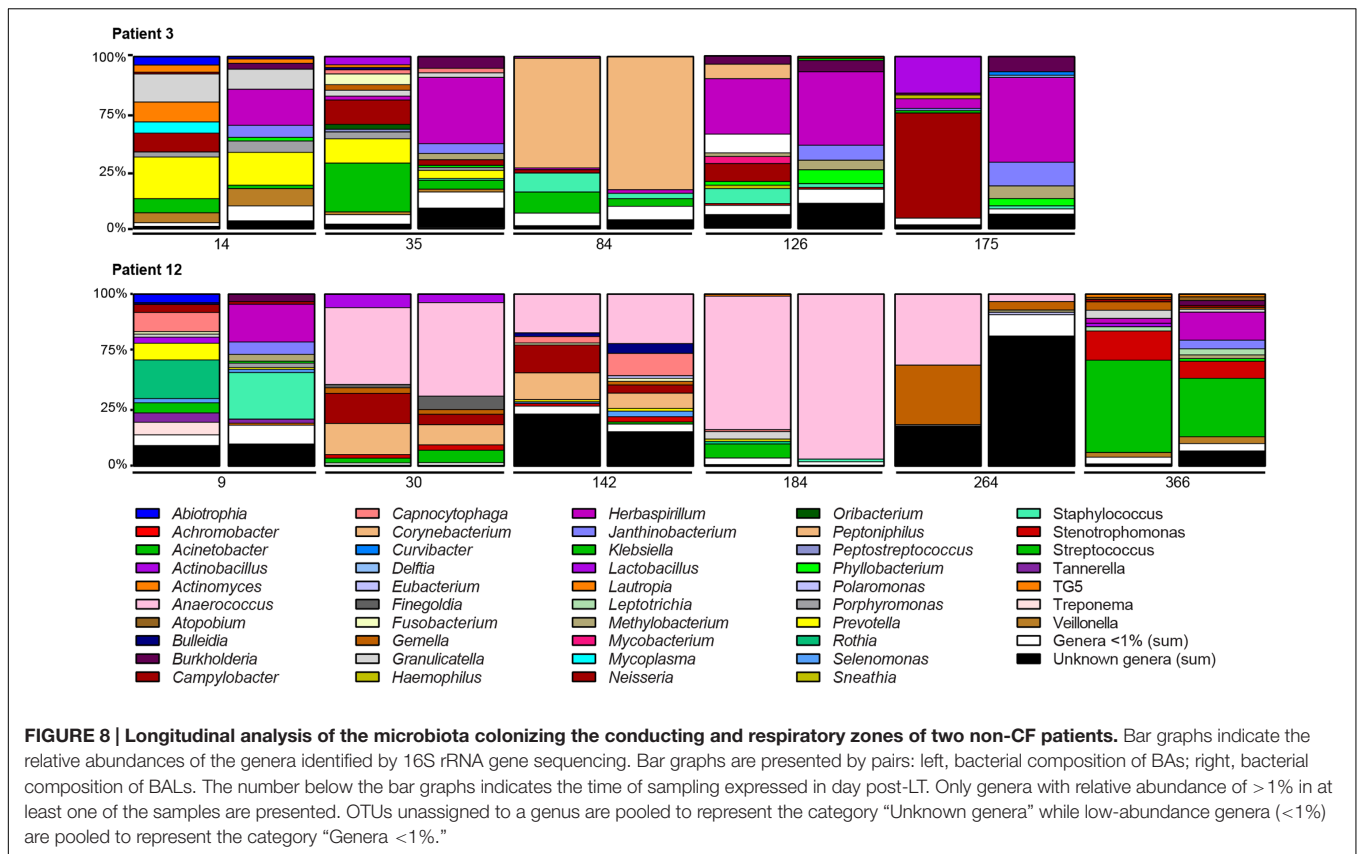 Patient 3
100%
75%
25%
0%
14 35 84 126 175
Patient 12
100%
75%
25%
0%
9 30 142 184 264 366
Abiotrophia
Achromobacter
Acinetobacter
Actinobacillus
Actinomyces
Anaerococcus
Atopobium
Bulleidia
Burkholderia
Campylobacter
Capnocytophaga
Corynebacterium
Curvibacter
Delftia
Eubacterium
Finegoldia
Fusobacterium
Gemella
Granulicatella
Haemophilus
Herbaspirillum
Janthinobacterium
Klebsiella
Lactobacillus
Lautropia
Leptotrichia
Methylobacterium
Mycobacterium
Mycoplasma
Neisseria
Oribacterium
Peptoniphilus
Peptostreptococcus
Phyllobacterium
Polaromonas
Porphyromonas
Prevotella
Rothia
Selenomonas
Sneathia
Staphylococcus
Stenotrophomonas
Streptococcus
Tannerella
TG5
Treponema
Veillonella
Genera <1% (sum)
Unknown genera (sum)
FIGURE 8 | Longitudinal analysis of the microbiota colonizing the conducting and respiratory zones of two non-CF patients. Bar graphs indicate the
relative abundances of the genera identified by 16S rRNA gene sequencing. Bar graphs are presented by pairs: left, bacterial composition of BAs; right, bacterial
composition of BALs. The number below the bar graphs indicates the time of sampling expressed in day post-LT. Only genera with relative abundance of >1% in at
least one of the samples are presented. OTUs unassigned to a genus are pooled to represent the category “Unknown genera” while low-abundance genera (<1%)
are pooled to represent the category “Genera <1%.”